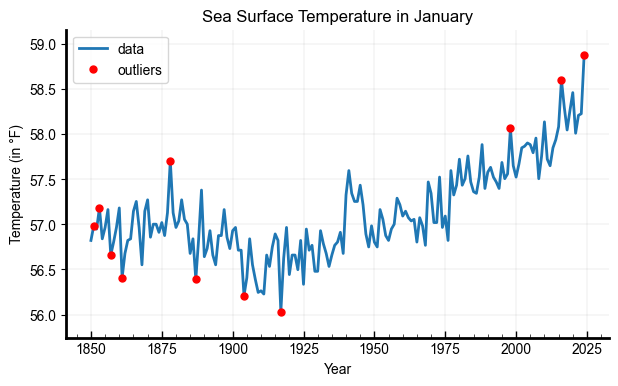 Sea Surface Temperature in January
data
outliers
Temperature (in °F)
59.0
58.5
58.0
57.5
57.0
56.5
56.0
1850 1875 1900 1925 1950 1975 2000 2025
Year